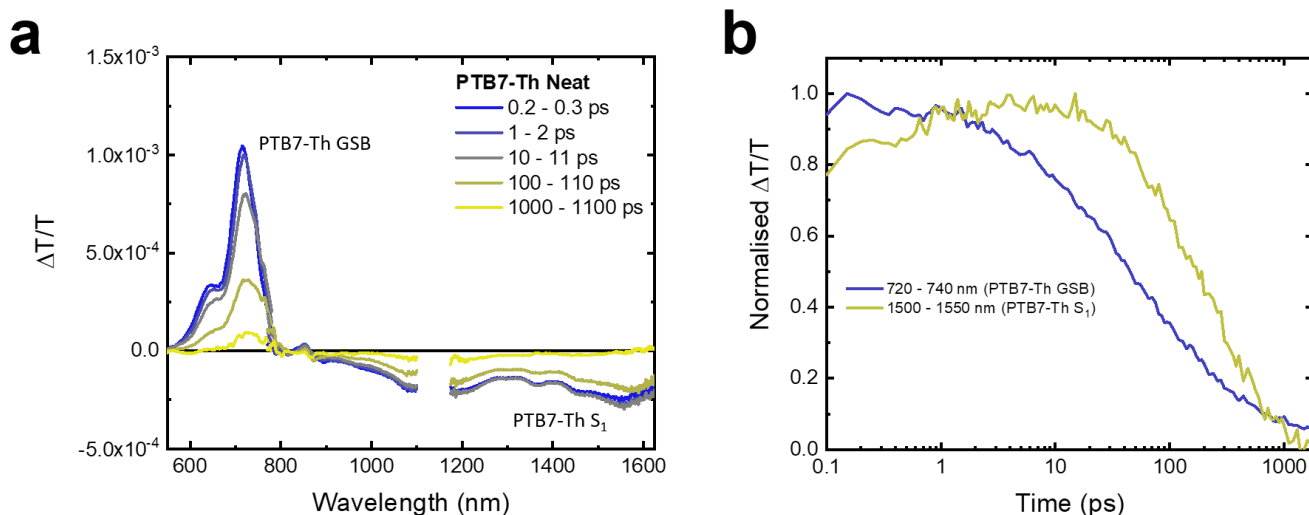 a
1.5x10⁻³
1.0x10⁻³
5.0x10⁻⁴
0.0
-5.0x10⁻⁴
ΔT/T
PTB7-Th GSB
PTB7-Th Neat
0.2 - 0.3 ps
1 - 2 ps
10 - 11 ps
100 - 110 ps
1000 - 1100 ps
PTB7-Th S₁
600 800 1000 1200 1400 1600
Wavelength (nm)
b
1.0
0.8
0.6
0.4
0.2
0.0
Normalised ΔT/T
720 - 740 nm (PTB7-Th GSB)
1500 - 1550 nm (PTB7-Th S₁)
0.1 1 10 100 1000
Time (ps)